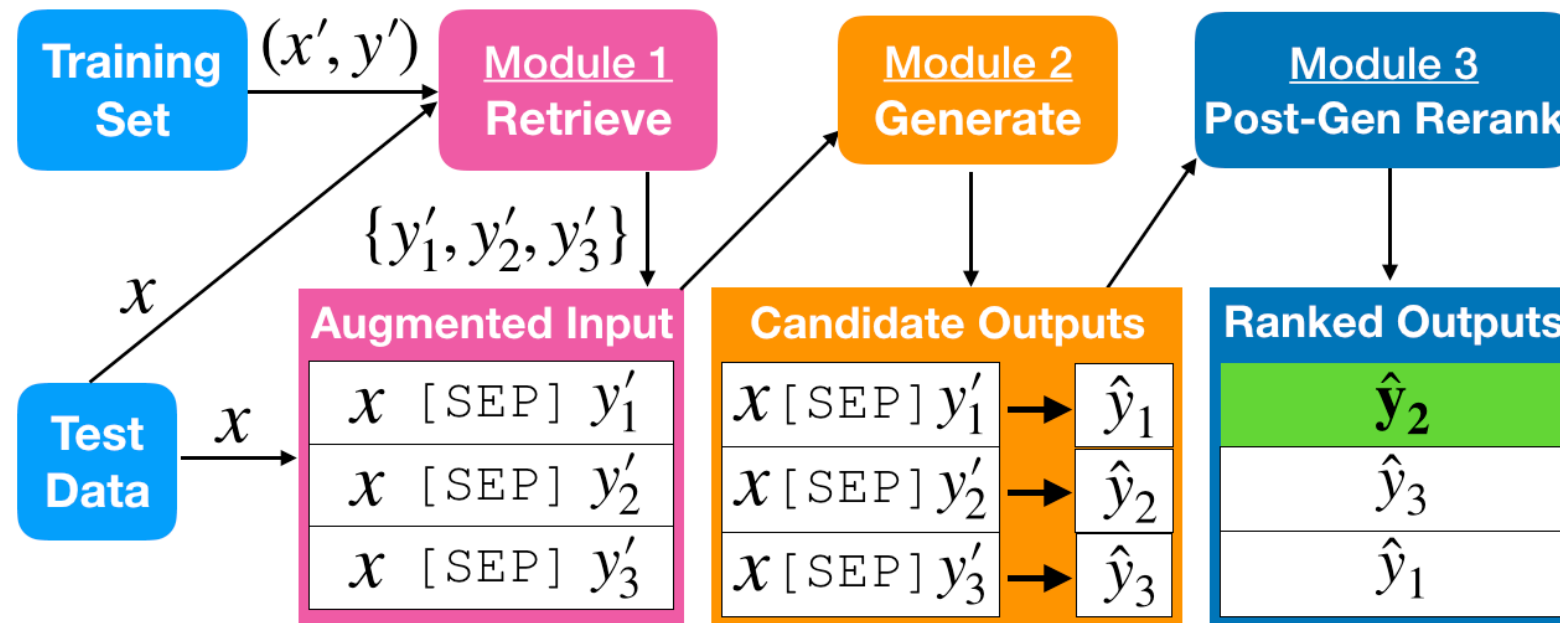 Training
Set
(x′, y′)
Module 1
Retrieve
Module 2
Generate
Module 3
Post-Gen Rerank
{y′₁, y′₂, y′₃}
x
Test
Data
x
Augmented Input
x [SEP] y′₁
x [SEP] y′₂
x [SEP] y′₃
Candidate Outputs
x[SEP]y′₁ ŷ₁
x[SEP]y′₂ ŷ₂
x[SEP]y′₃ ŷ₃
Ranked Outputs
ŷ₂
ŷ₃
ŷ₁